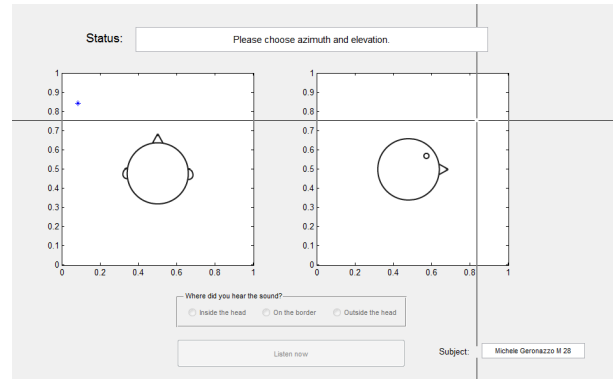 Status:
Please choose azimuth and elevation.
1
0.9
0.8
0.7
0.6
0.5
0.4
0.3
0.2
0.1
0
0 0.2 0.4 0.6 0.8 1
1
0.9
0.8
0.7
0.6
0.5
0.4
0.3
0.2
0.1
0
0 0.2 0.4 0.6 0.8 1
Where did you hear the sound?
Inside the head On the border Outside the head
Listen now
Subject: Michele Geronazzo M 28